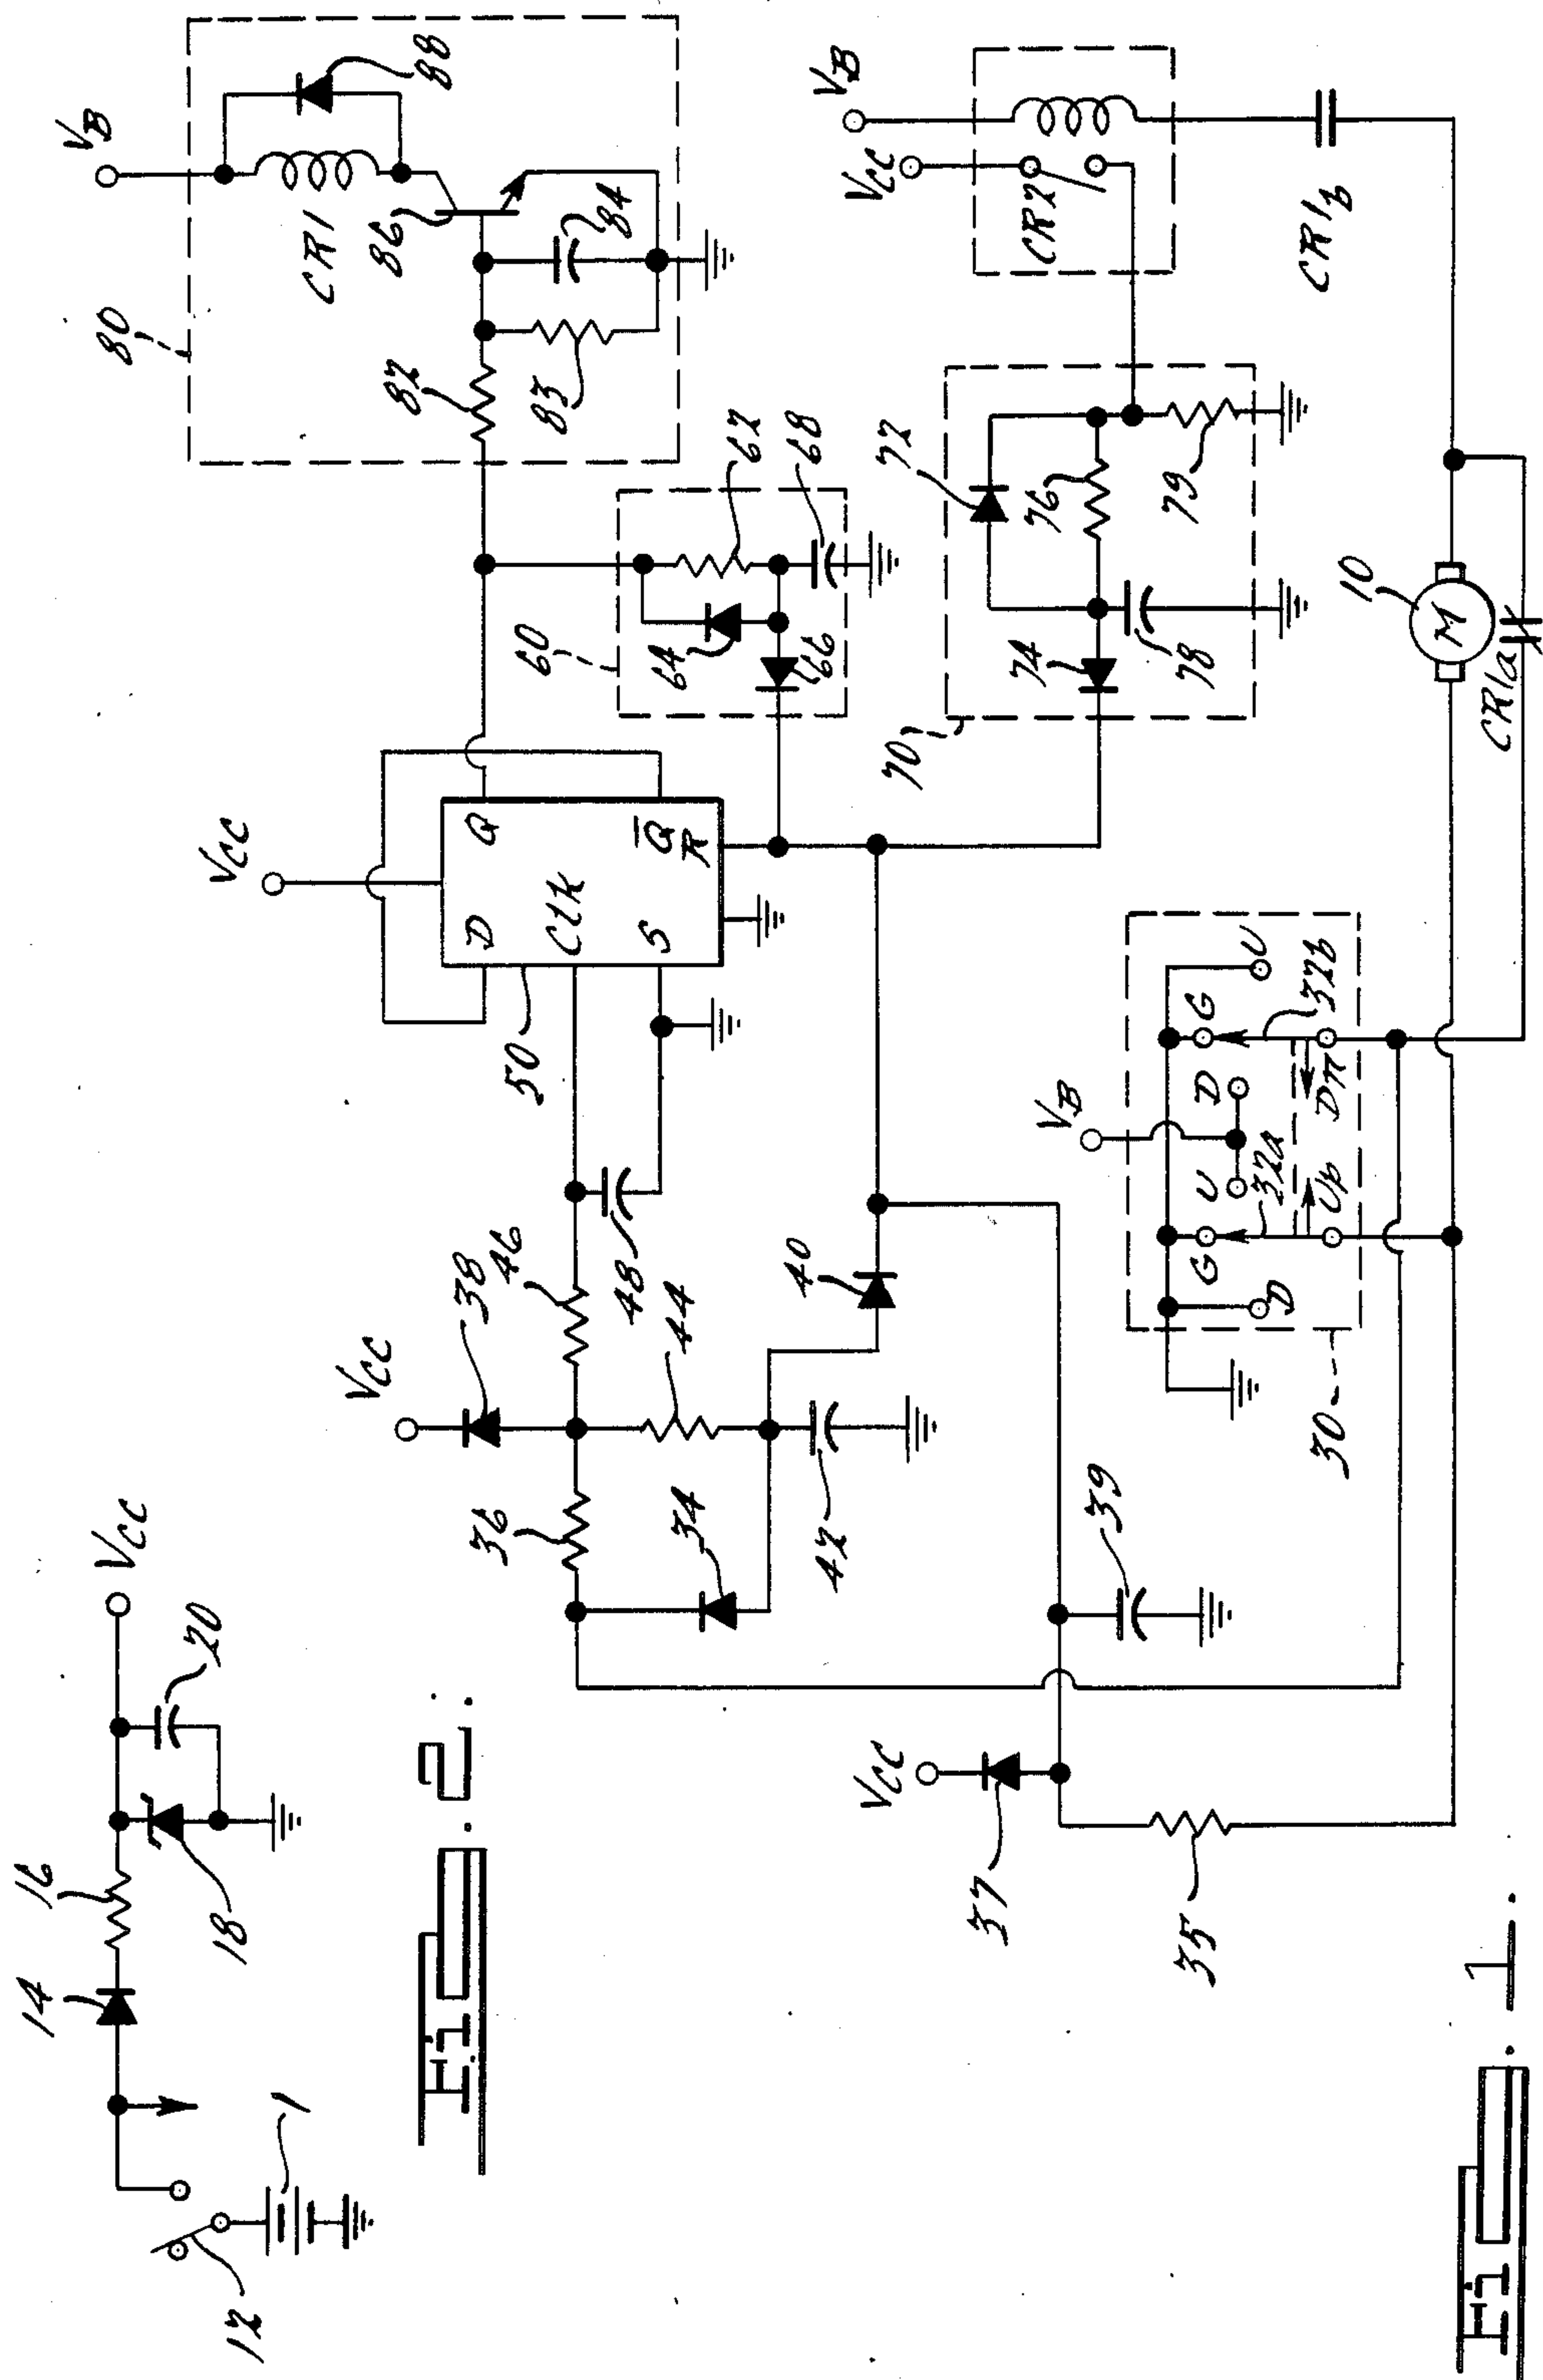 14
16
VCC
20
18
12
1
Fig. 2.
VCC
38
36
46
34
44
48
42
40
VCC
37
39
35
VCC
50
D
Q
CLK
S
Q̅
R
80
VB
CR1
86
88
82
83
84
60
64
66
62
68
70
72
74
76
78
79
VB
VCC
CR2
CR1b
10
M
CR1a
VB
30
G
U
D
G
U
D
32a
32b
Up
Dn
Fig. 1.